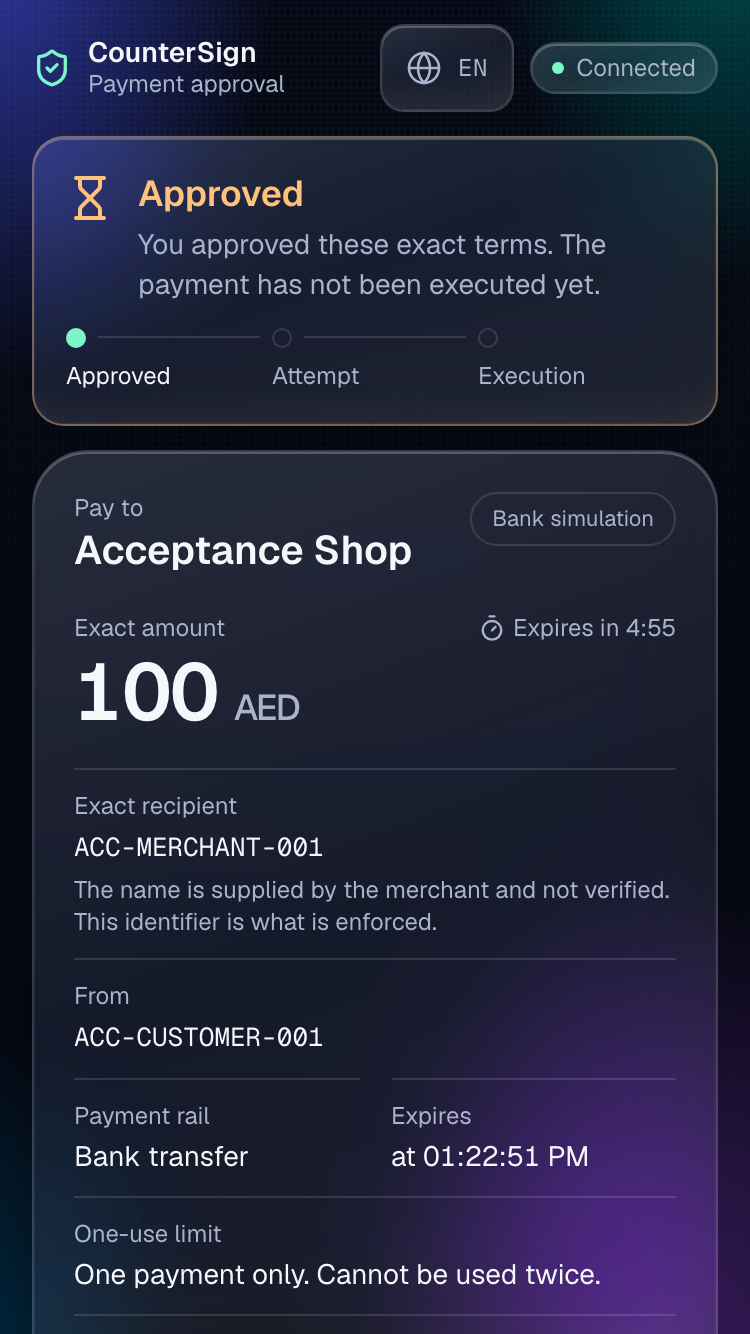 CounterSign
Payment approval
EN
Connected
Approved
You approved these exact terms. The
payment has not been executed yet.
Approved
Attempt
Execution
Pay to
Bank simulation
Acceptance Shop
Exact amount
Expires in 4:55
100 AED
Exact recipient
ACC-MERCHANT-001
The name is supplied by the merchant and not verified.
This identifier is what is enforced.
From
ACC-CUSTOMER-001
Payment rail
Expires
Bank transfer
at 01:22:51 PM
One-use limit
One payment only. Cannot be used twice.